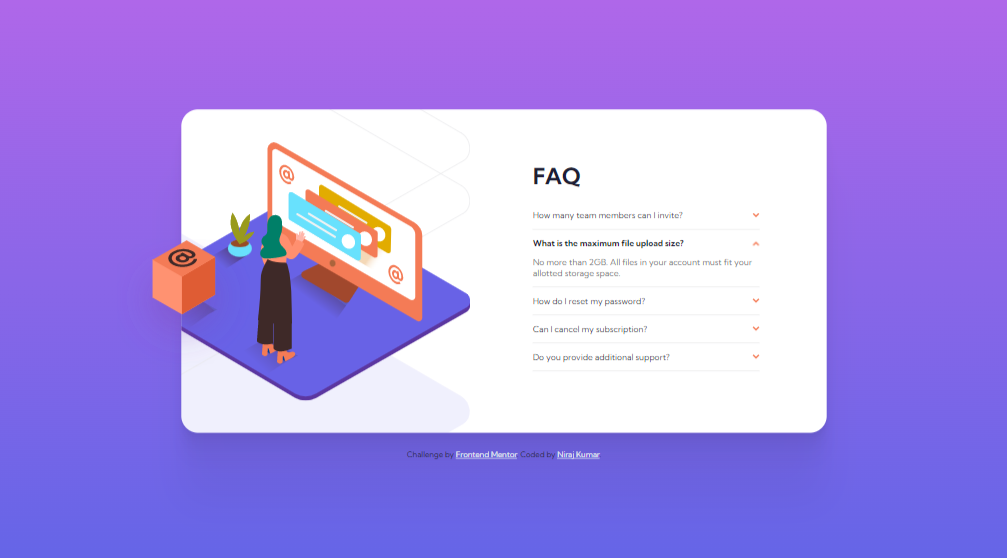 FAQ
How many team members can I invite?
What is the maximum file upload size?
No more than 2GB. All files in your account must fit your
allotted storage space.
How do I reset my password?
Can I cancel my subscription?
Do you provide additional support?
Challenge by Frontend Mentor. Coded by Niraj Kumar.